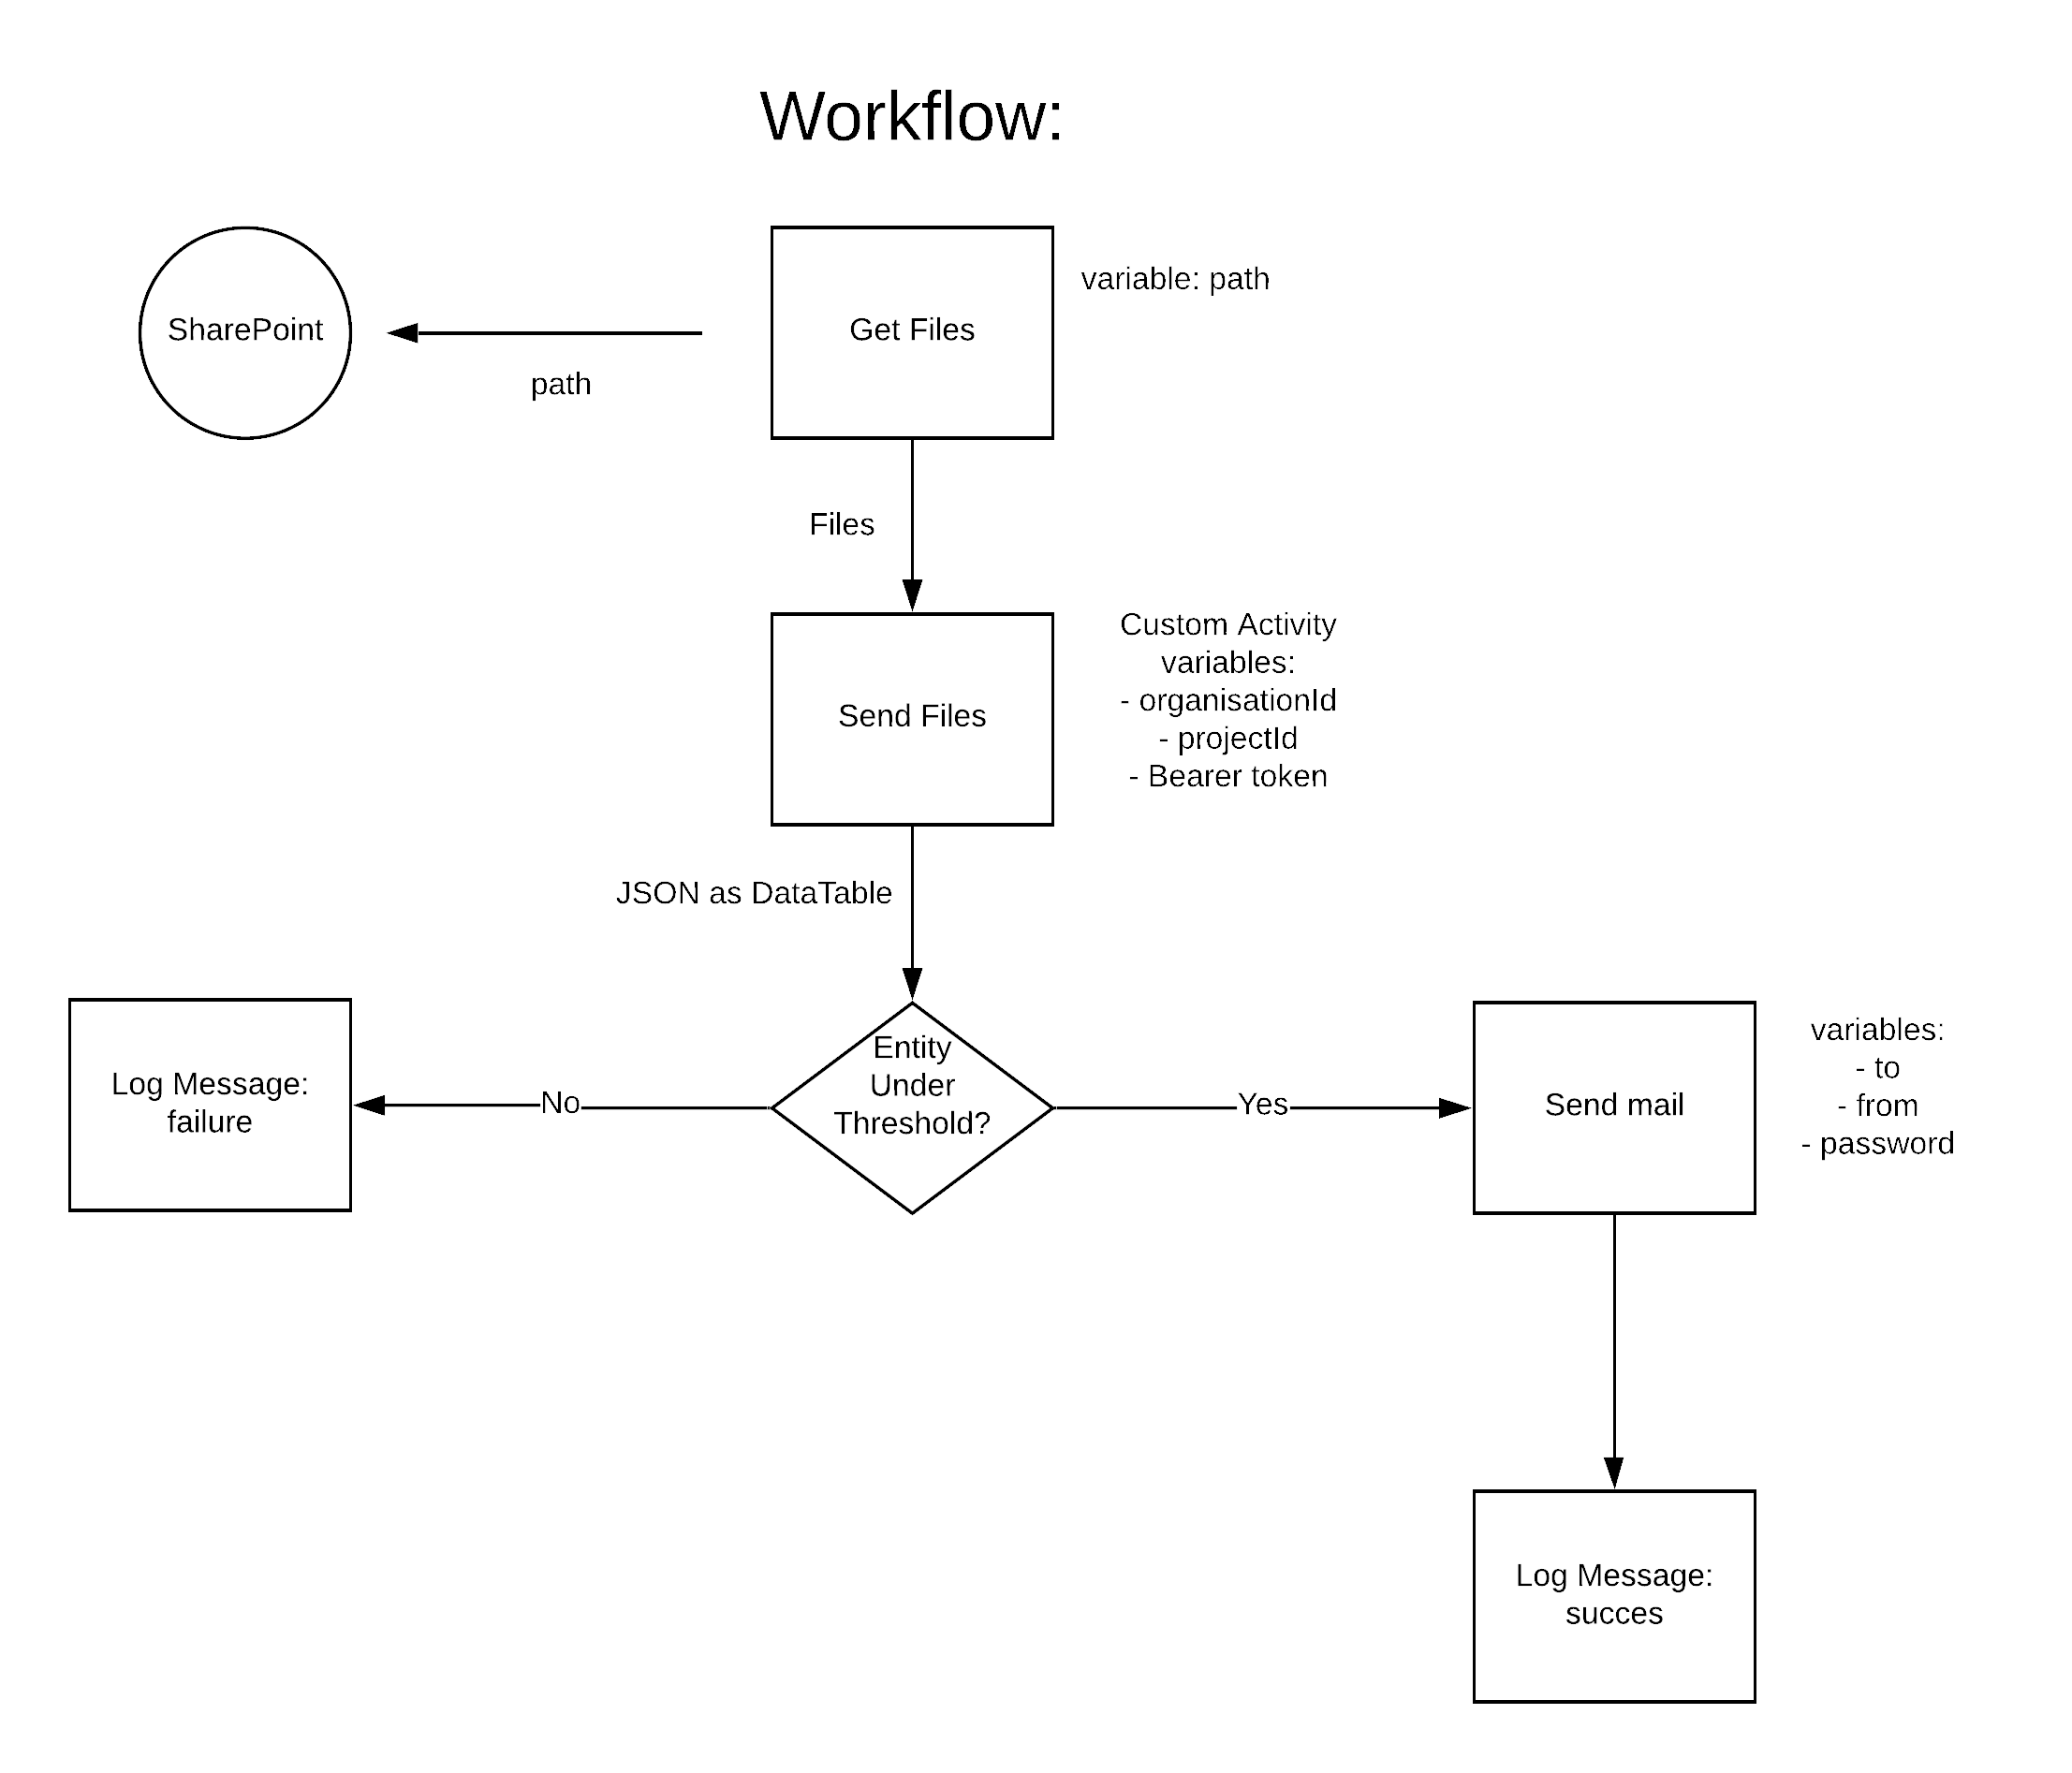 Workflow:
SharePoint
path
Get Files
variable: path
Files
Send Files
Custom Activity
variables:
- organisationId
- projectId
- Bearer token
JSON as DataTable
Log Message:
failure
No
Entity
Under
Threshold?
Yes
Send mail
variables:
- to
- from
- password
Log Message:
succes